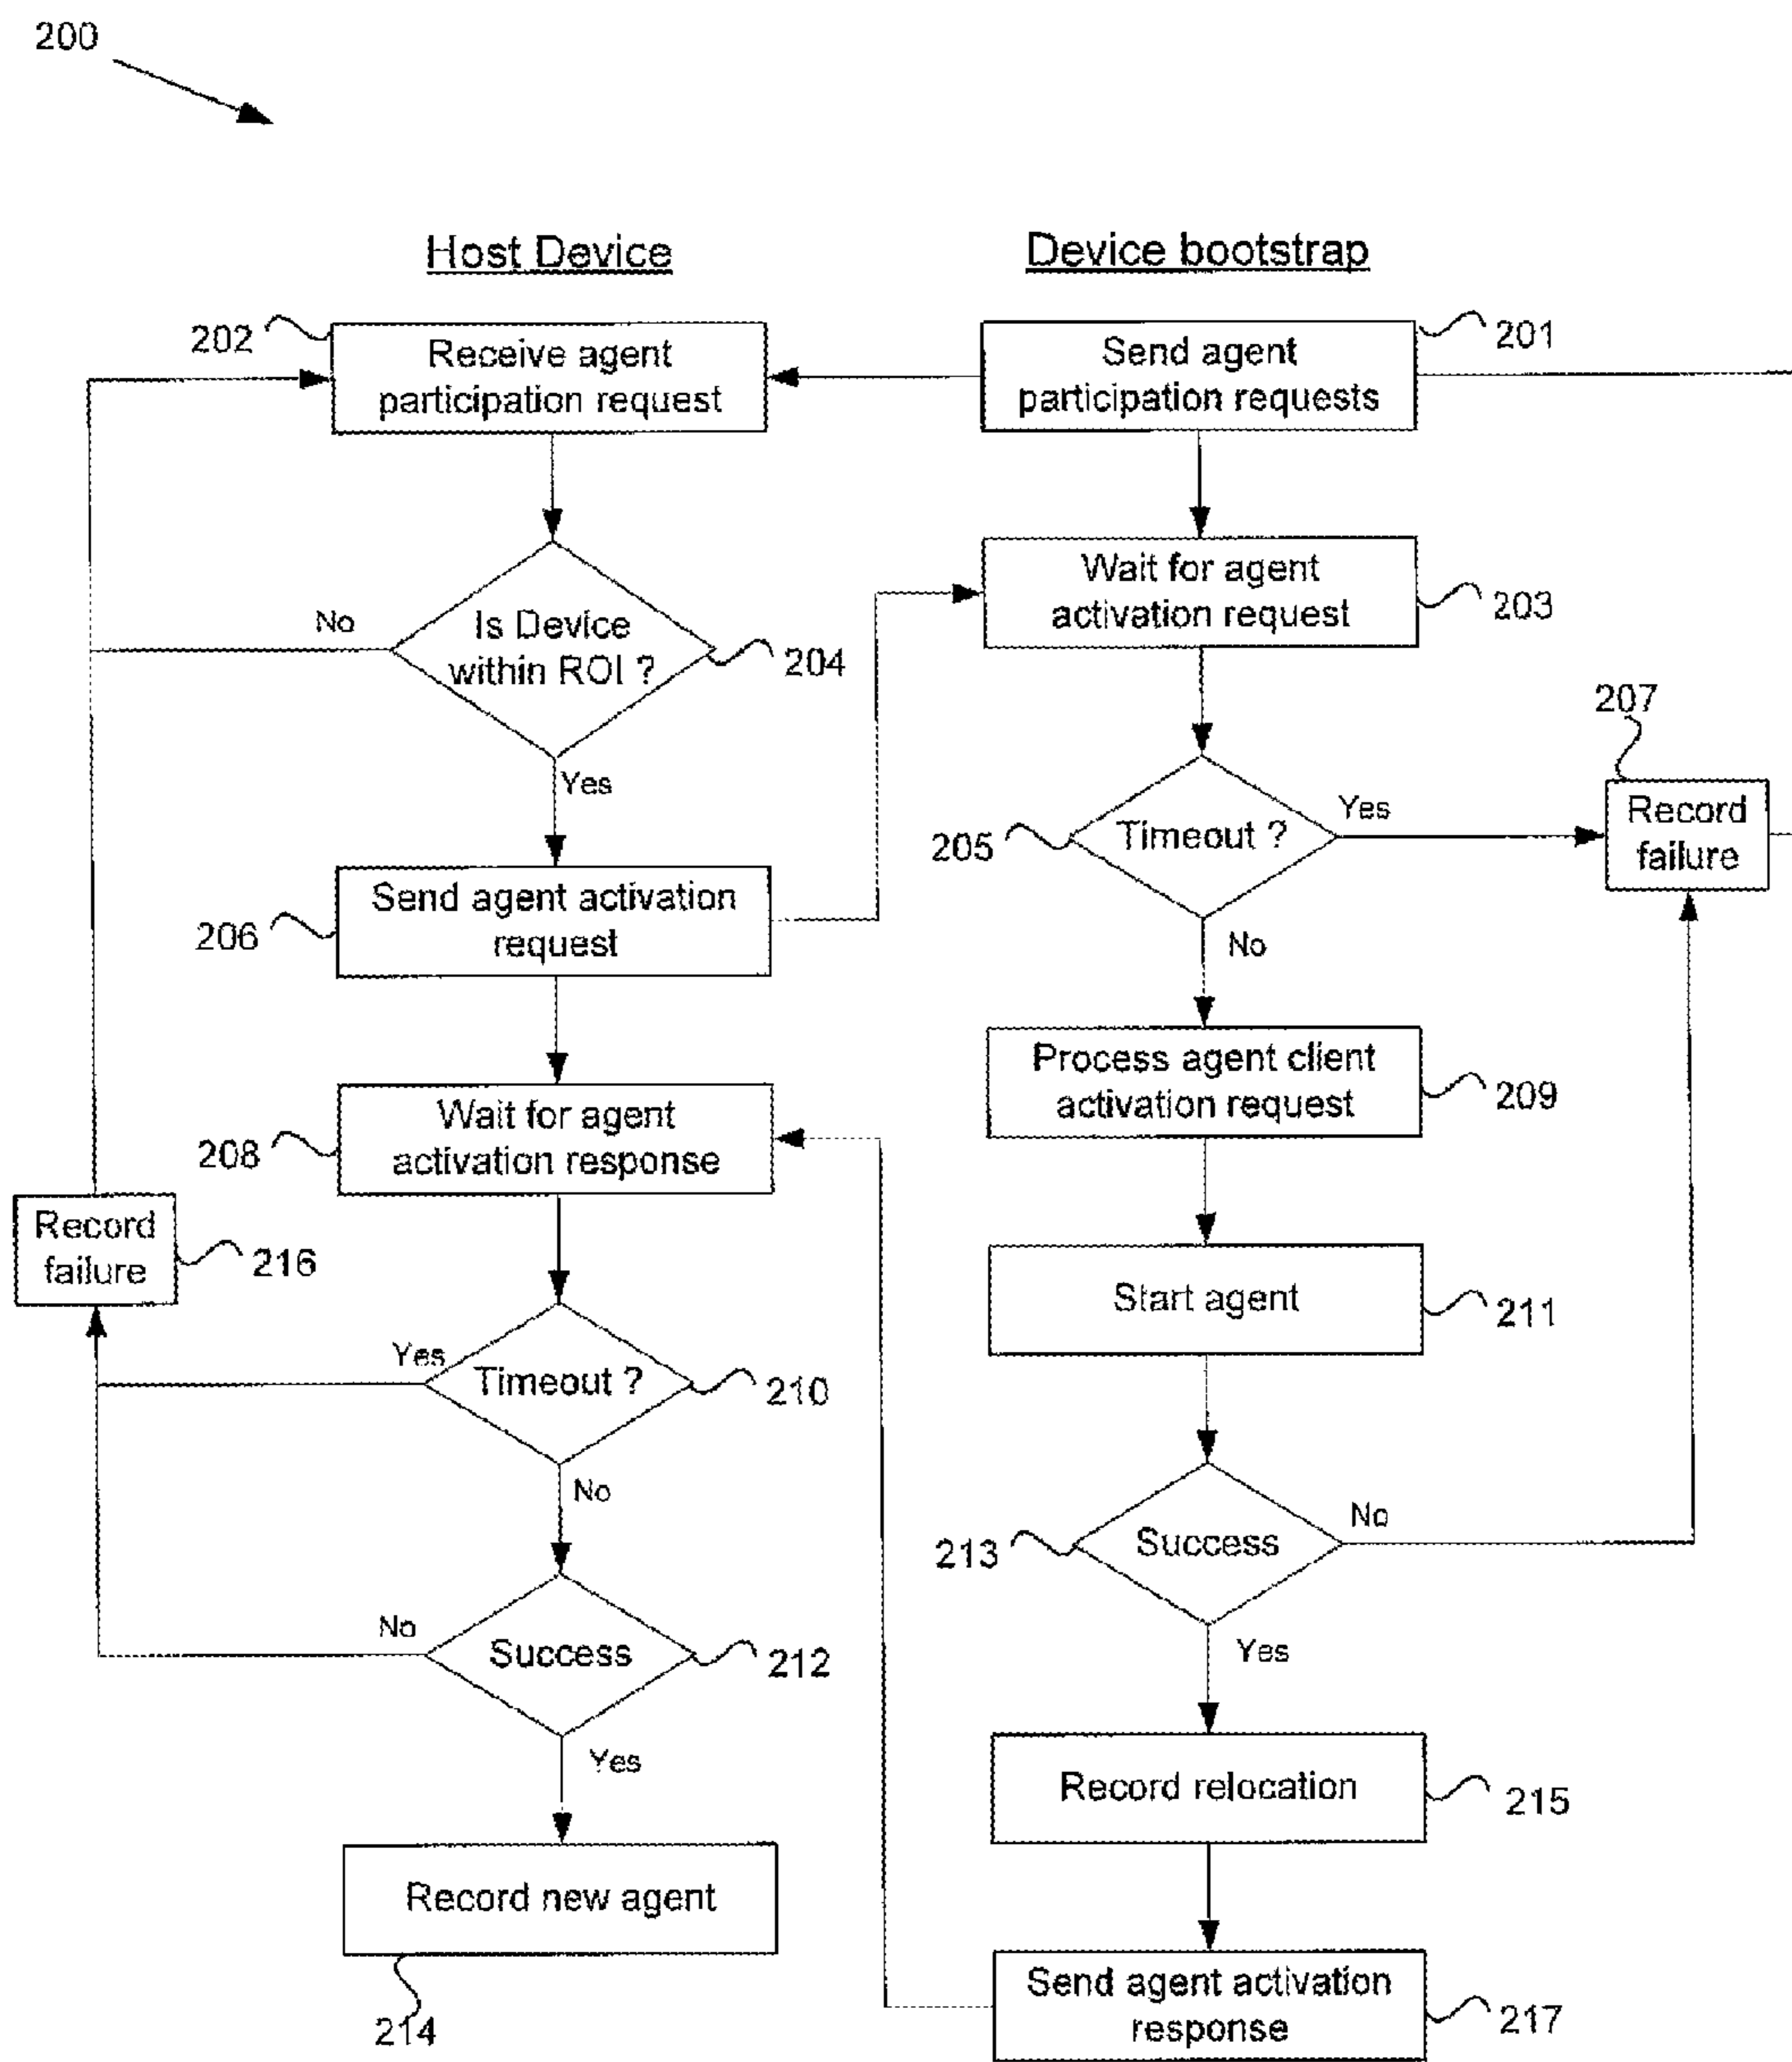 200
Host Device
Device bootstrap
202
Receive agent
participation request
Send agent
participation requests
201
Wait for agent
activation request
203
No
Is Device
within ROI ?
204
Yes
207
Record
failure
205
Timeout ?
Yes
No
Send agent activation
request
206
Process agent client
activation request
209
Wait for agent
activation response
208
Record
failure
216
Start agent
211
Yes
Timeout ?
210
No
213
Success
No
Yes
No
Success
212
Yes
Record relocation
215
Record new agent
214
Send agent activation
response
217